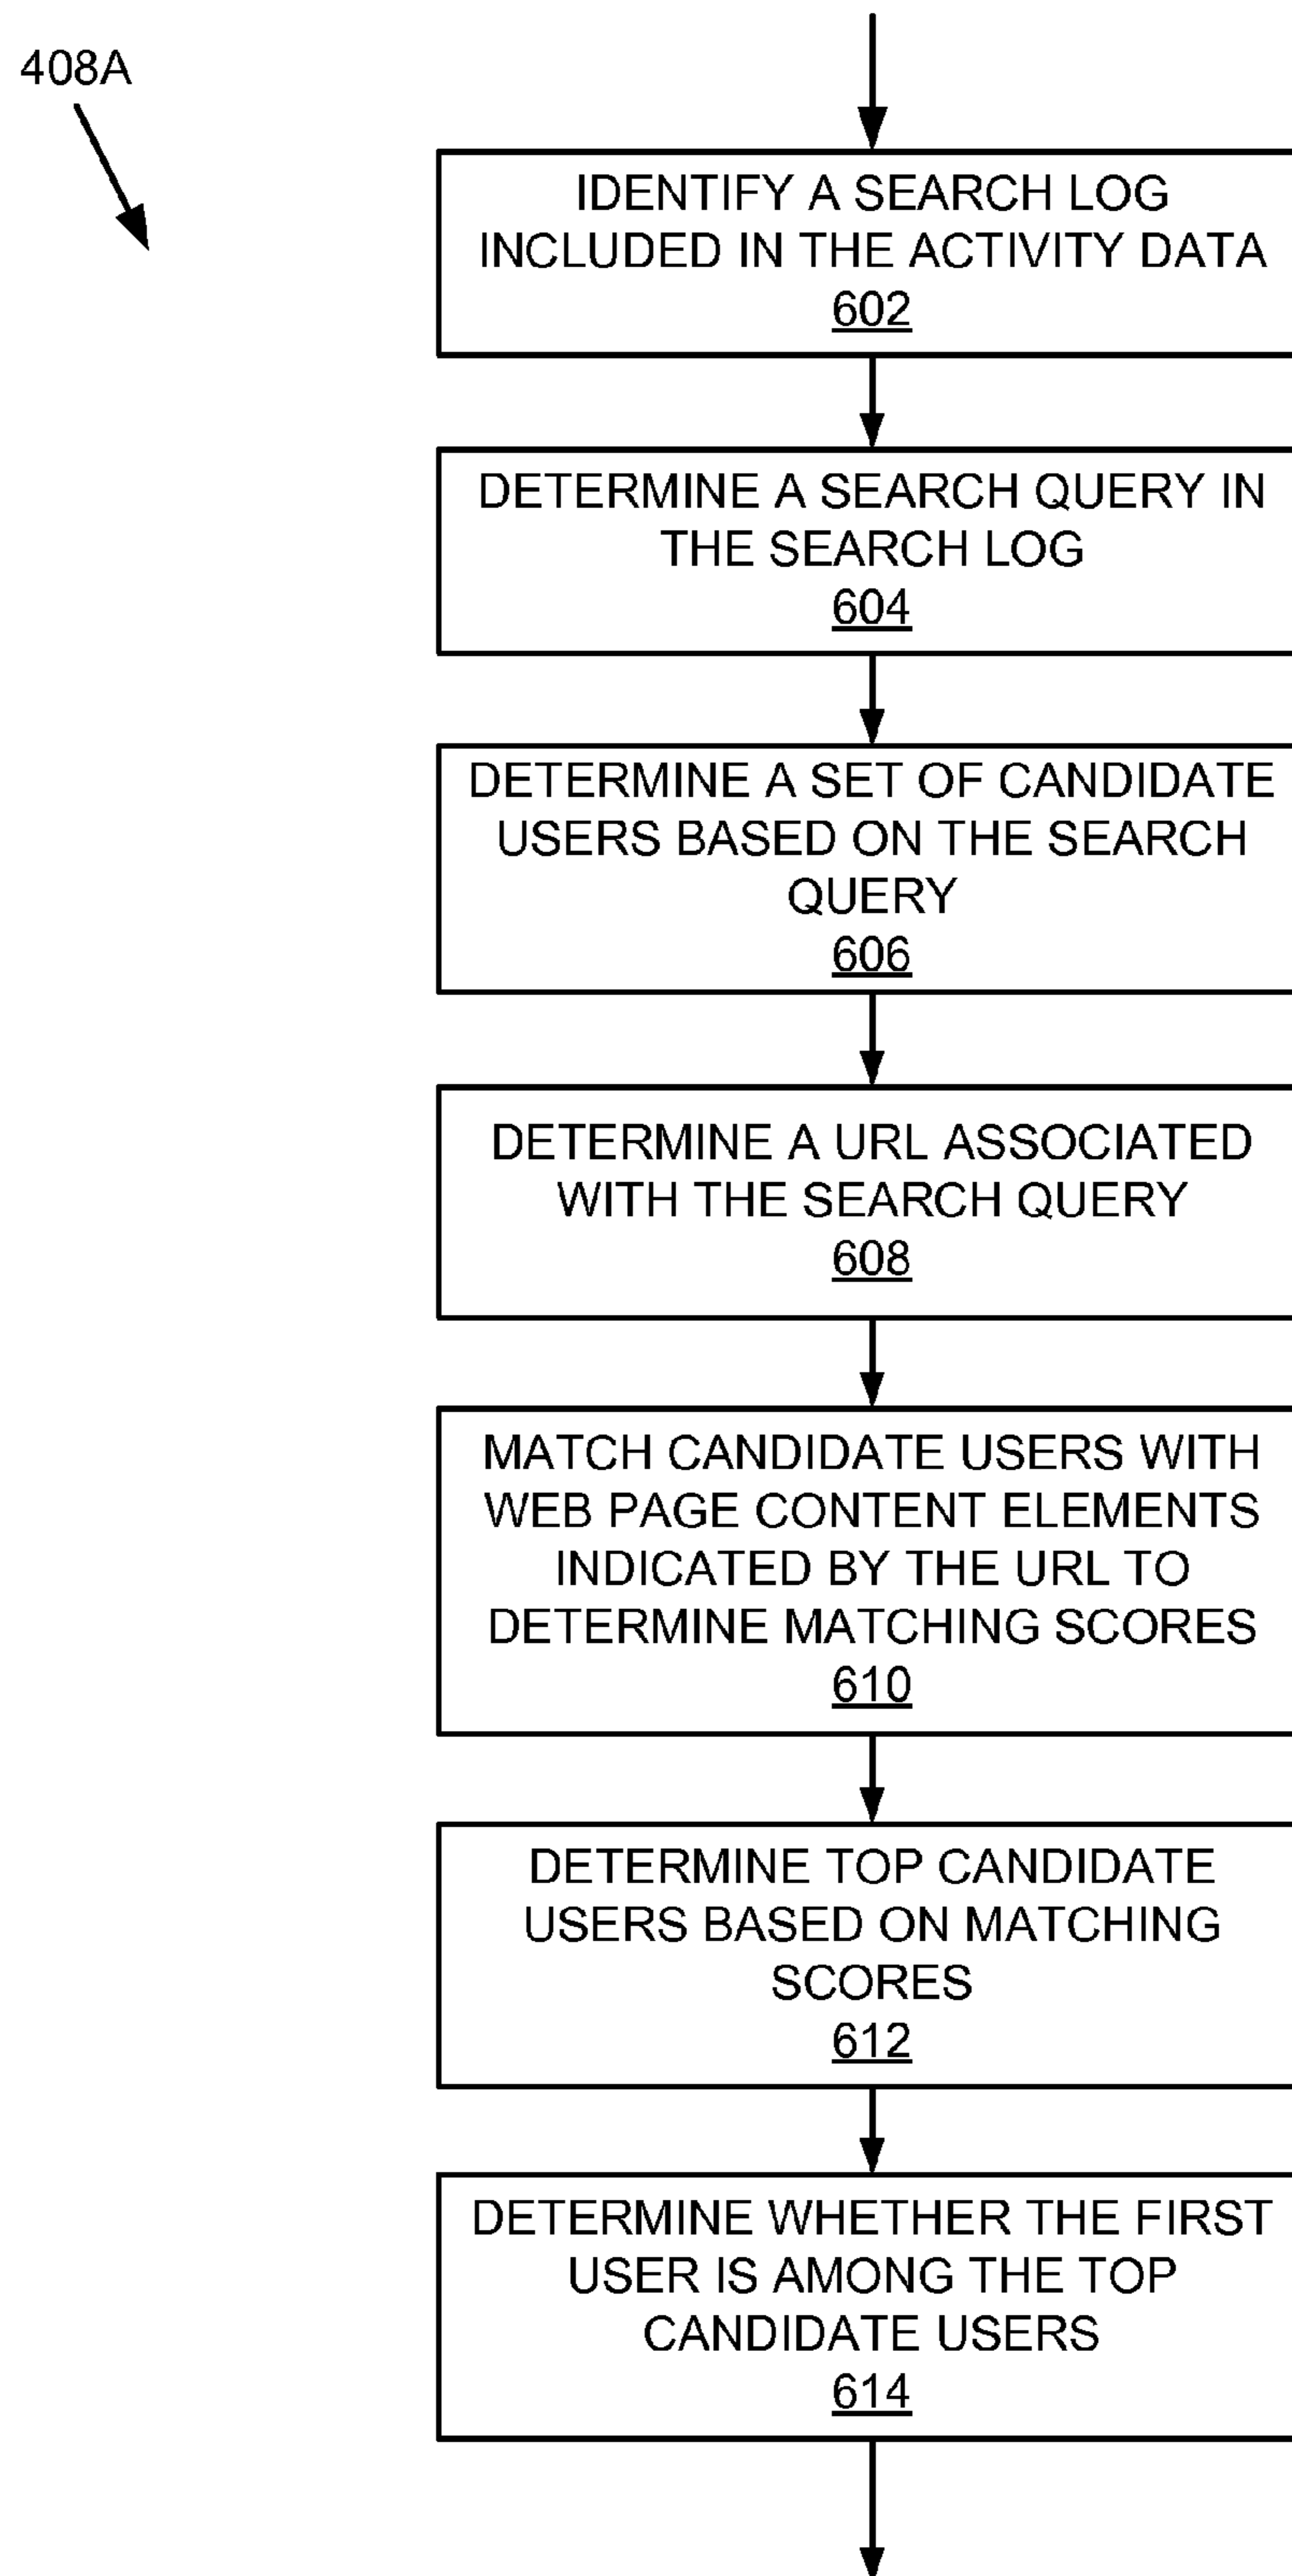 408A
IDENTIFY A SEARCH LOG
INCLUDED IN THE ACTIVITY DATA
602
DETERMINE A SEARCH QUERY IN
THE SEARCH LOG
604
DETERMINE A SET OF CANDIDATE
USERS BASED ON THE SEARCH
QUERY
606
DETERMINE A URL ASSOCIATED
WITH THE SEARCH QUERY
608
MATCH CANDIDATE USERS WITH
WEB PAGE CONTENT ELEMENTS
INDICATED BY THE URL TO
DETERMINE MATCHING SCORES
610
DETERMINE TOP CANDIDATE
USERS BASED ON MATCHING
SCORES
612
DETERMINE WHETHER THE FIRST
USER IS AMONG THE TOP
CANDIDATE USERS
614